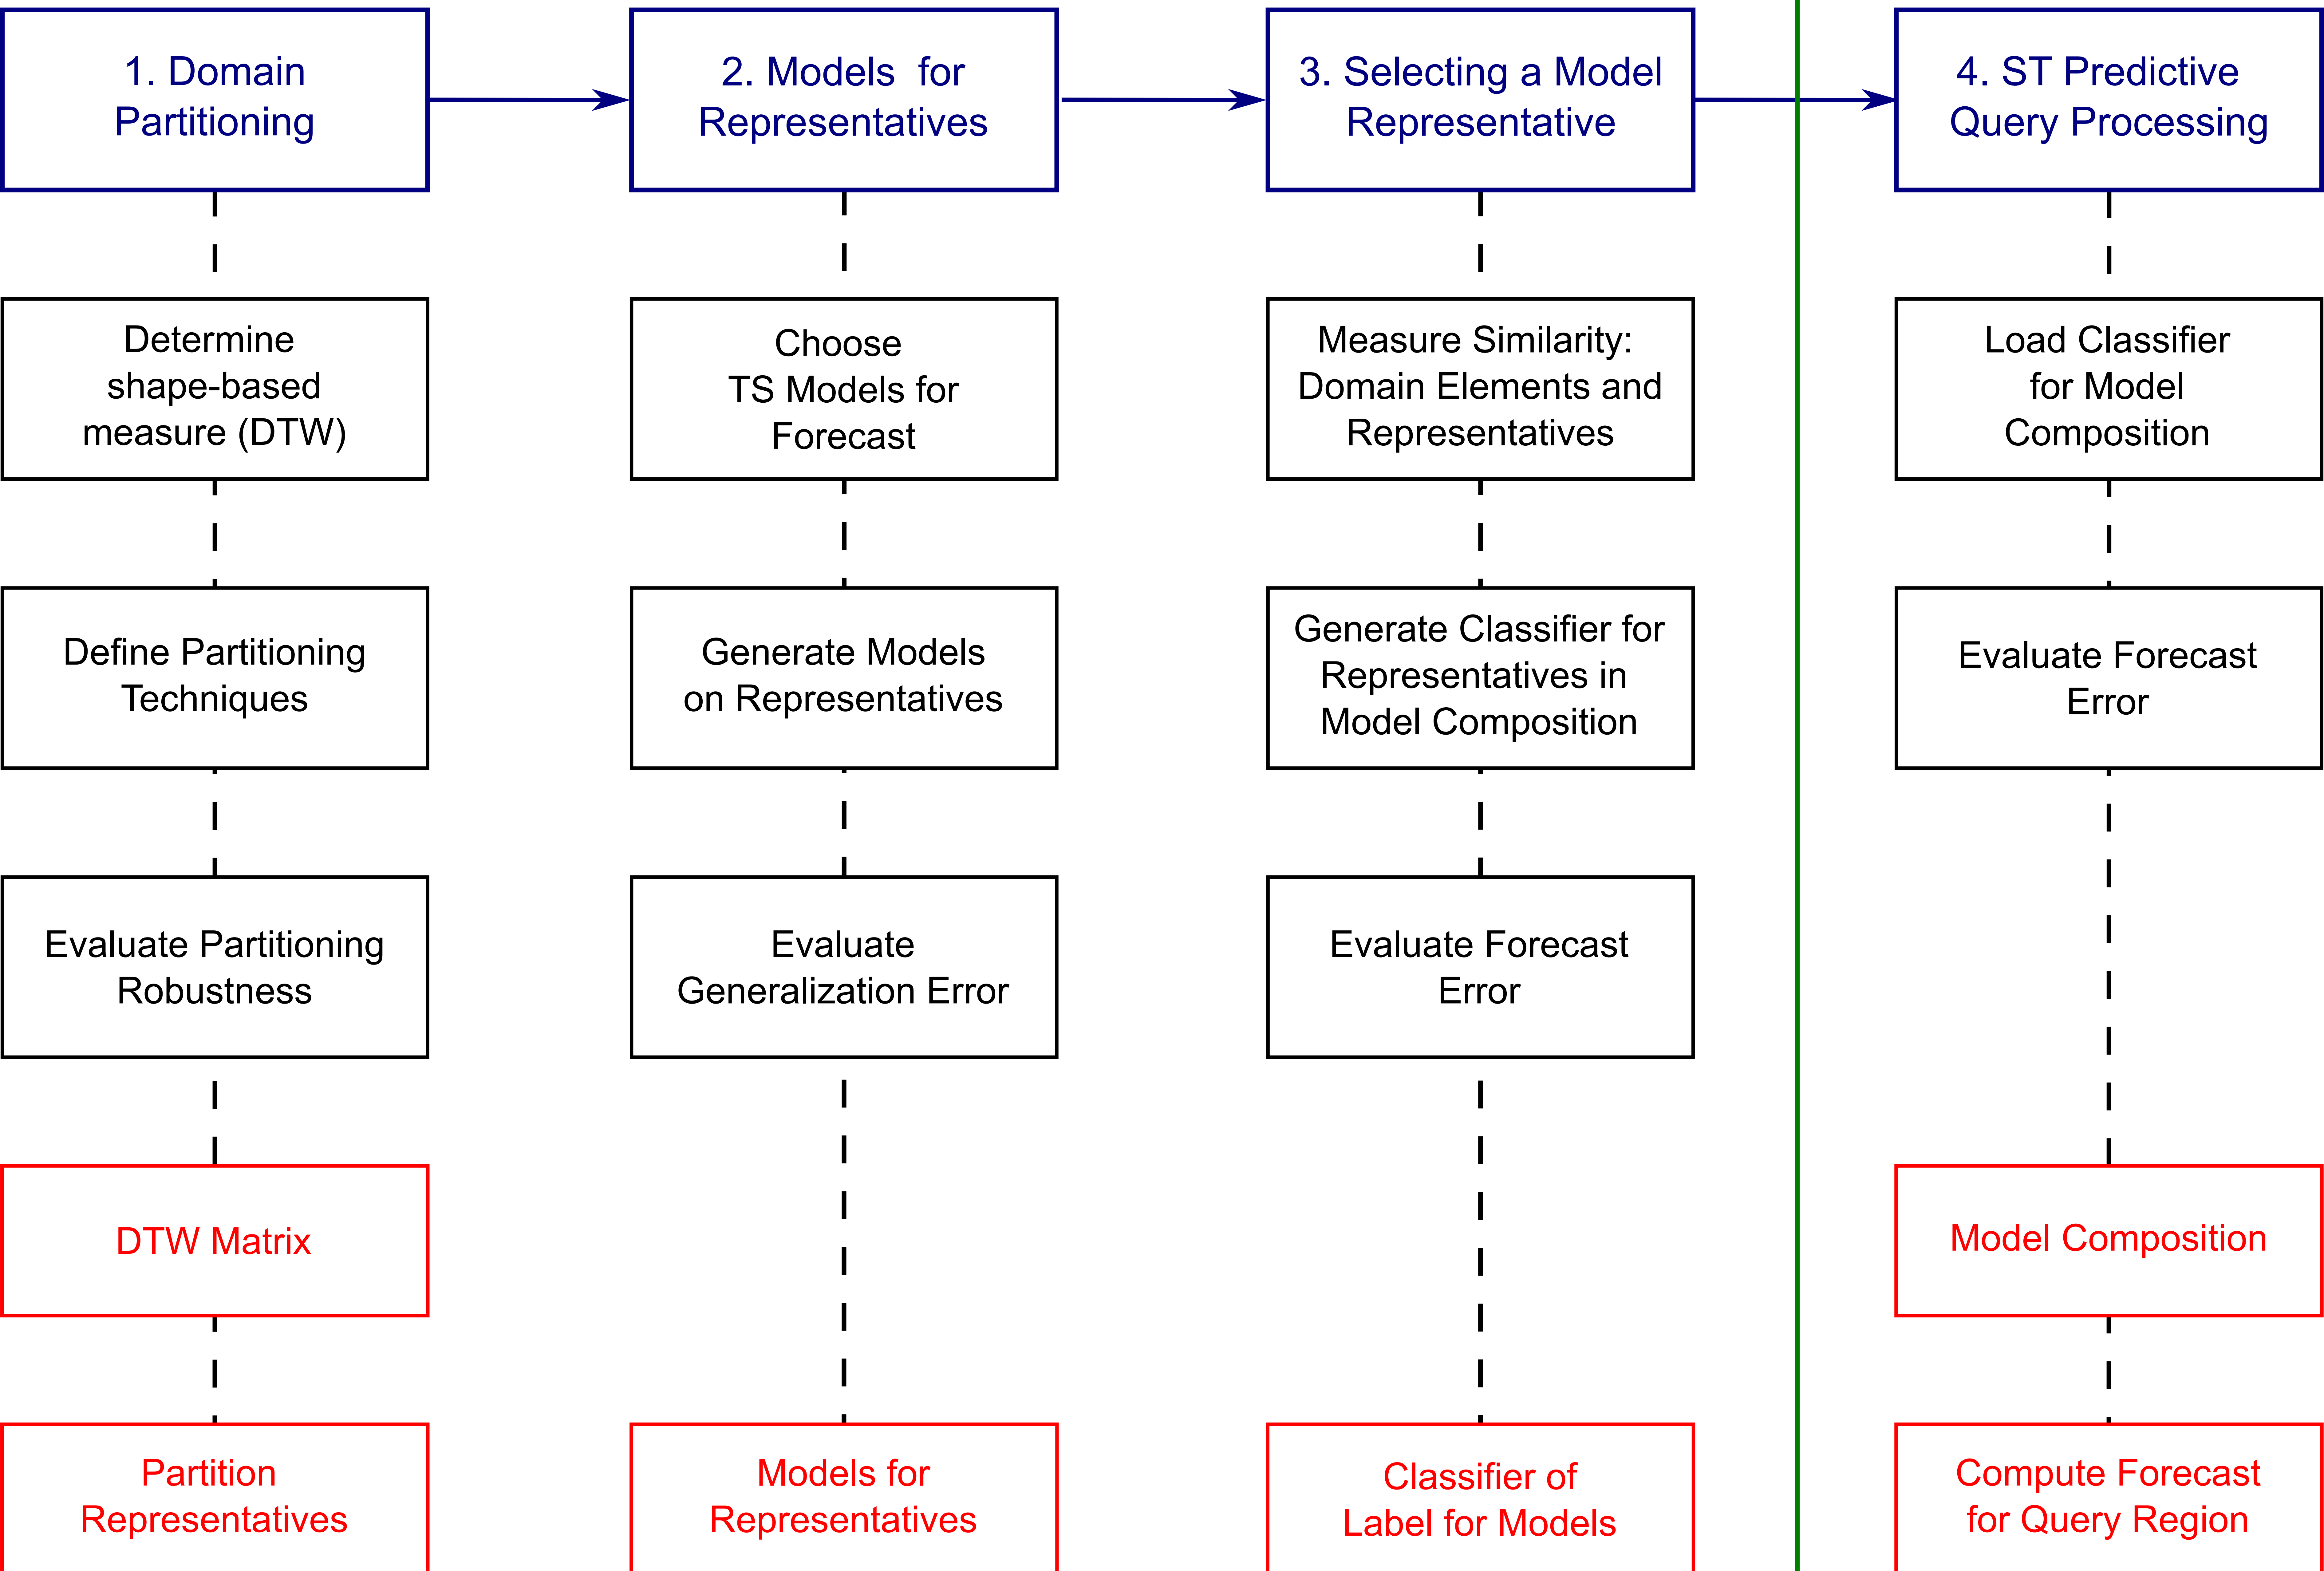 1. Domain
Partitioning
2. Models for
Representatives
3. Selecting a Model
Representative
4. ST Predictive
Query Processing
Determine
shape-based
measure (DTW)
Choose
TS Models for
Forecast
Measure Similarity:
Domain Elements and
Representatives
Load Classifier
for Model
Composition
Define Partitioning
Techniques
Generate Models
on Representatives
Generate Classifier for
Representatives in
Model Composition
Evaluate Forecast
Error
Evaluate Partitioning
Robustness
Evaluate
Generalization Error
Evaluate Forecast
Error
DTW Matrix
Model Composition
Partition
Representatives
Models for
Representatives
Classifier of
Label for Models
Compute Forecast
for Query Region